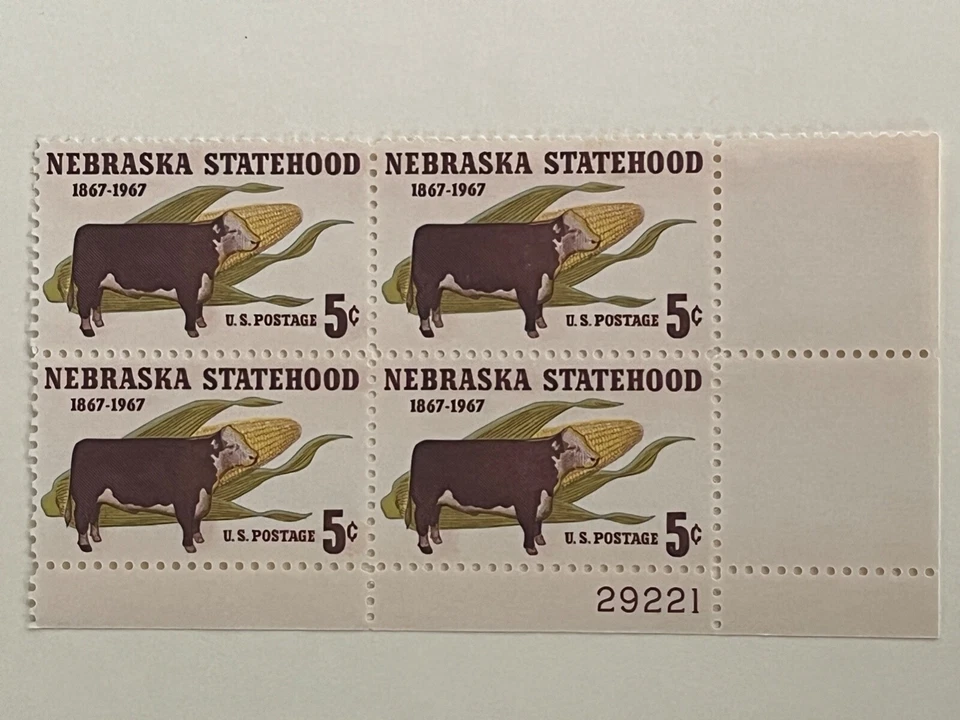 NEBRASKA STATEHOOD
1867-1967
U.S. POSTAGE 5¢
NEBRASKA STATEHOOD
1867-1967
U.S. POSTAGE 5¢
NEBRASKA STATEHOOD
1867-1967
U.S. POSTAGE 5¢
NEBRASKA STATEHOOD
1867-1967
U.S. POSTAGE 5¢
29221